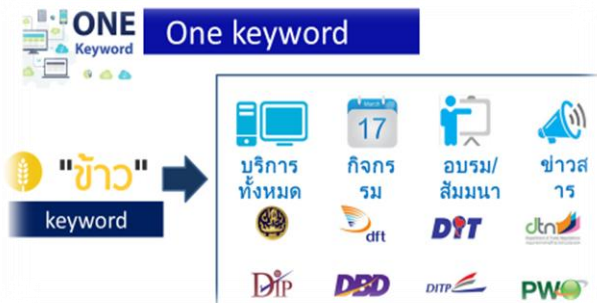 ONE
Keyword
One keyword
"ข้าว"
keyword
March
17
บริการ
ทั้งหมด
กิจกร
รม
อบรม/
สัมมนา
ข่าวส
าร
dft
DIT
dtn
DIP
DBD
DITP
PWO